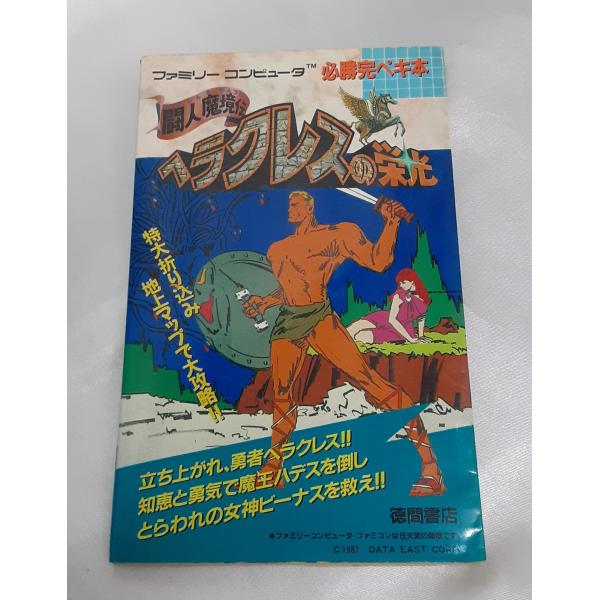 ファミリー コンピュータ™ 必勝完ペキ本
闘人魔境伝
ヘラクレスの栄光
特大折り込み
地上マップで大攻略!!
立ち上がれ、勇者ヘラクレス!!
知恵と勇気で魔王ハデスを倒し
とらわれの女神ビーナスを救え!!
徳間書店
●ファミリーコンピュータ・ファミコンは任天堂の商標です。
©1987 DATA EAST CORP.